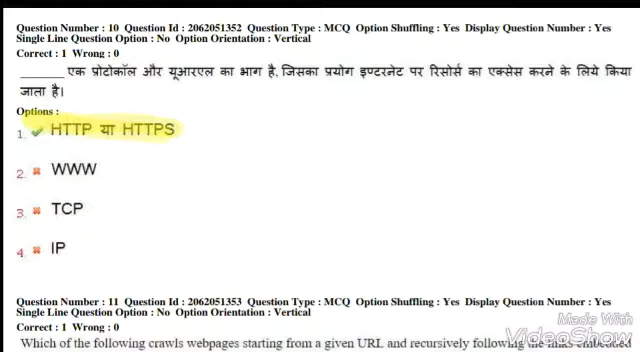 Question Number : 10 Question Id : 2062051352 Question Type : MCQ Option Shuffling : Yes Display Question Number : Yes
Single Line Question Option : No Option Orientation : Vertical
Correct : 1 Wrong : 0
_____ एक प्रोटोकॉल और यूआरएल का भाग है, जिसका प्रयोग इण्टरनेट पर रिसोर्स का एक्सेस करने के लिये किया
जाता है।
Options :
1. HTTP या HTTPS
2. WWW
3. TCP
4. IP
Question Number : 11 Question Id : 2062051353 Question Type : MCQ Option Shuffling : Yes Display Question Number : Yes
Single Line Question Option : No Option Orientation : Vertical
Correct : 1 Wrong : 0
Made With
VideoShow
Which of the following crawls webpages starting from a given URL and recursively following the links embedded